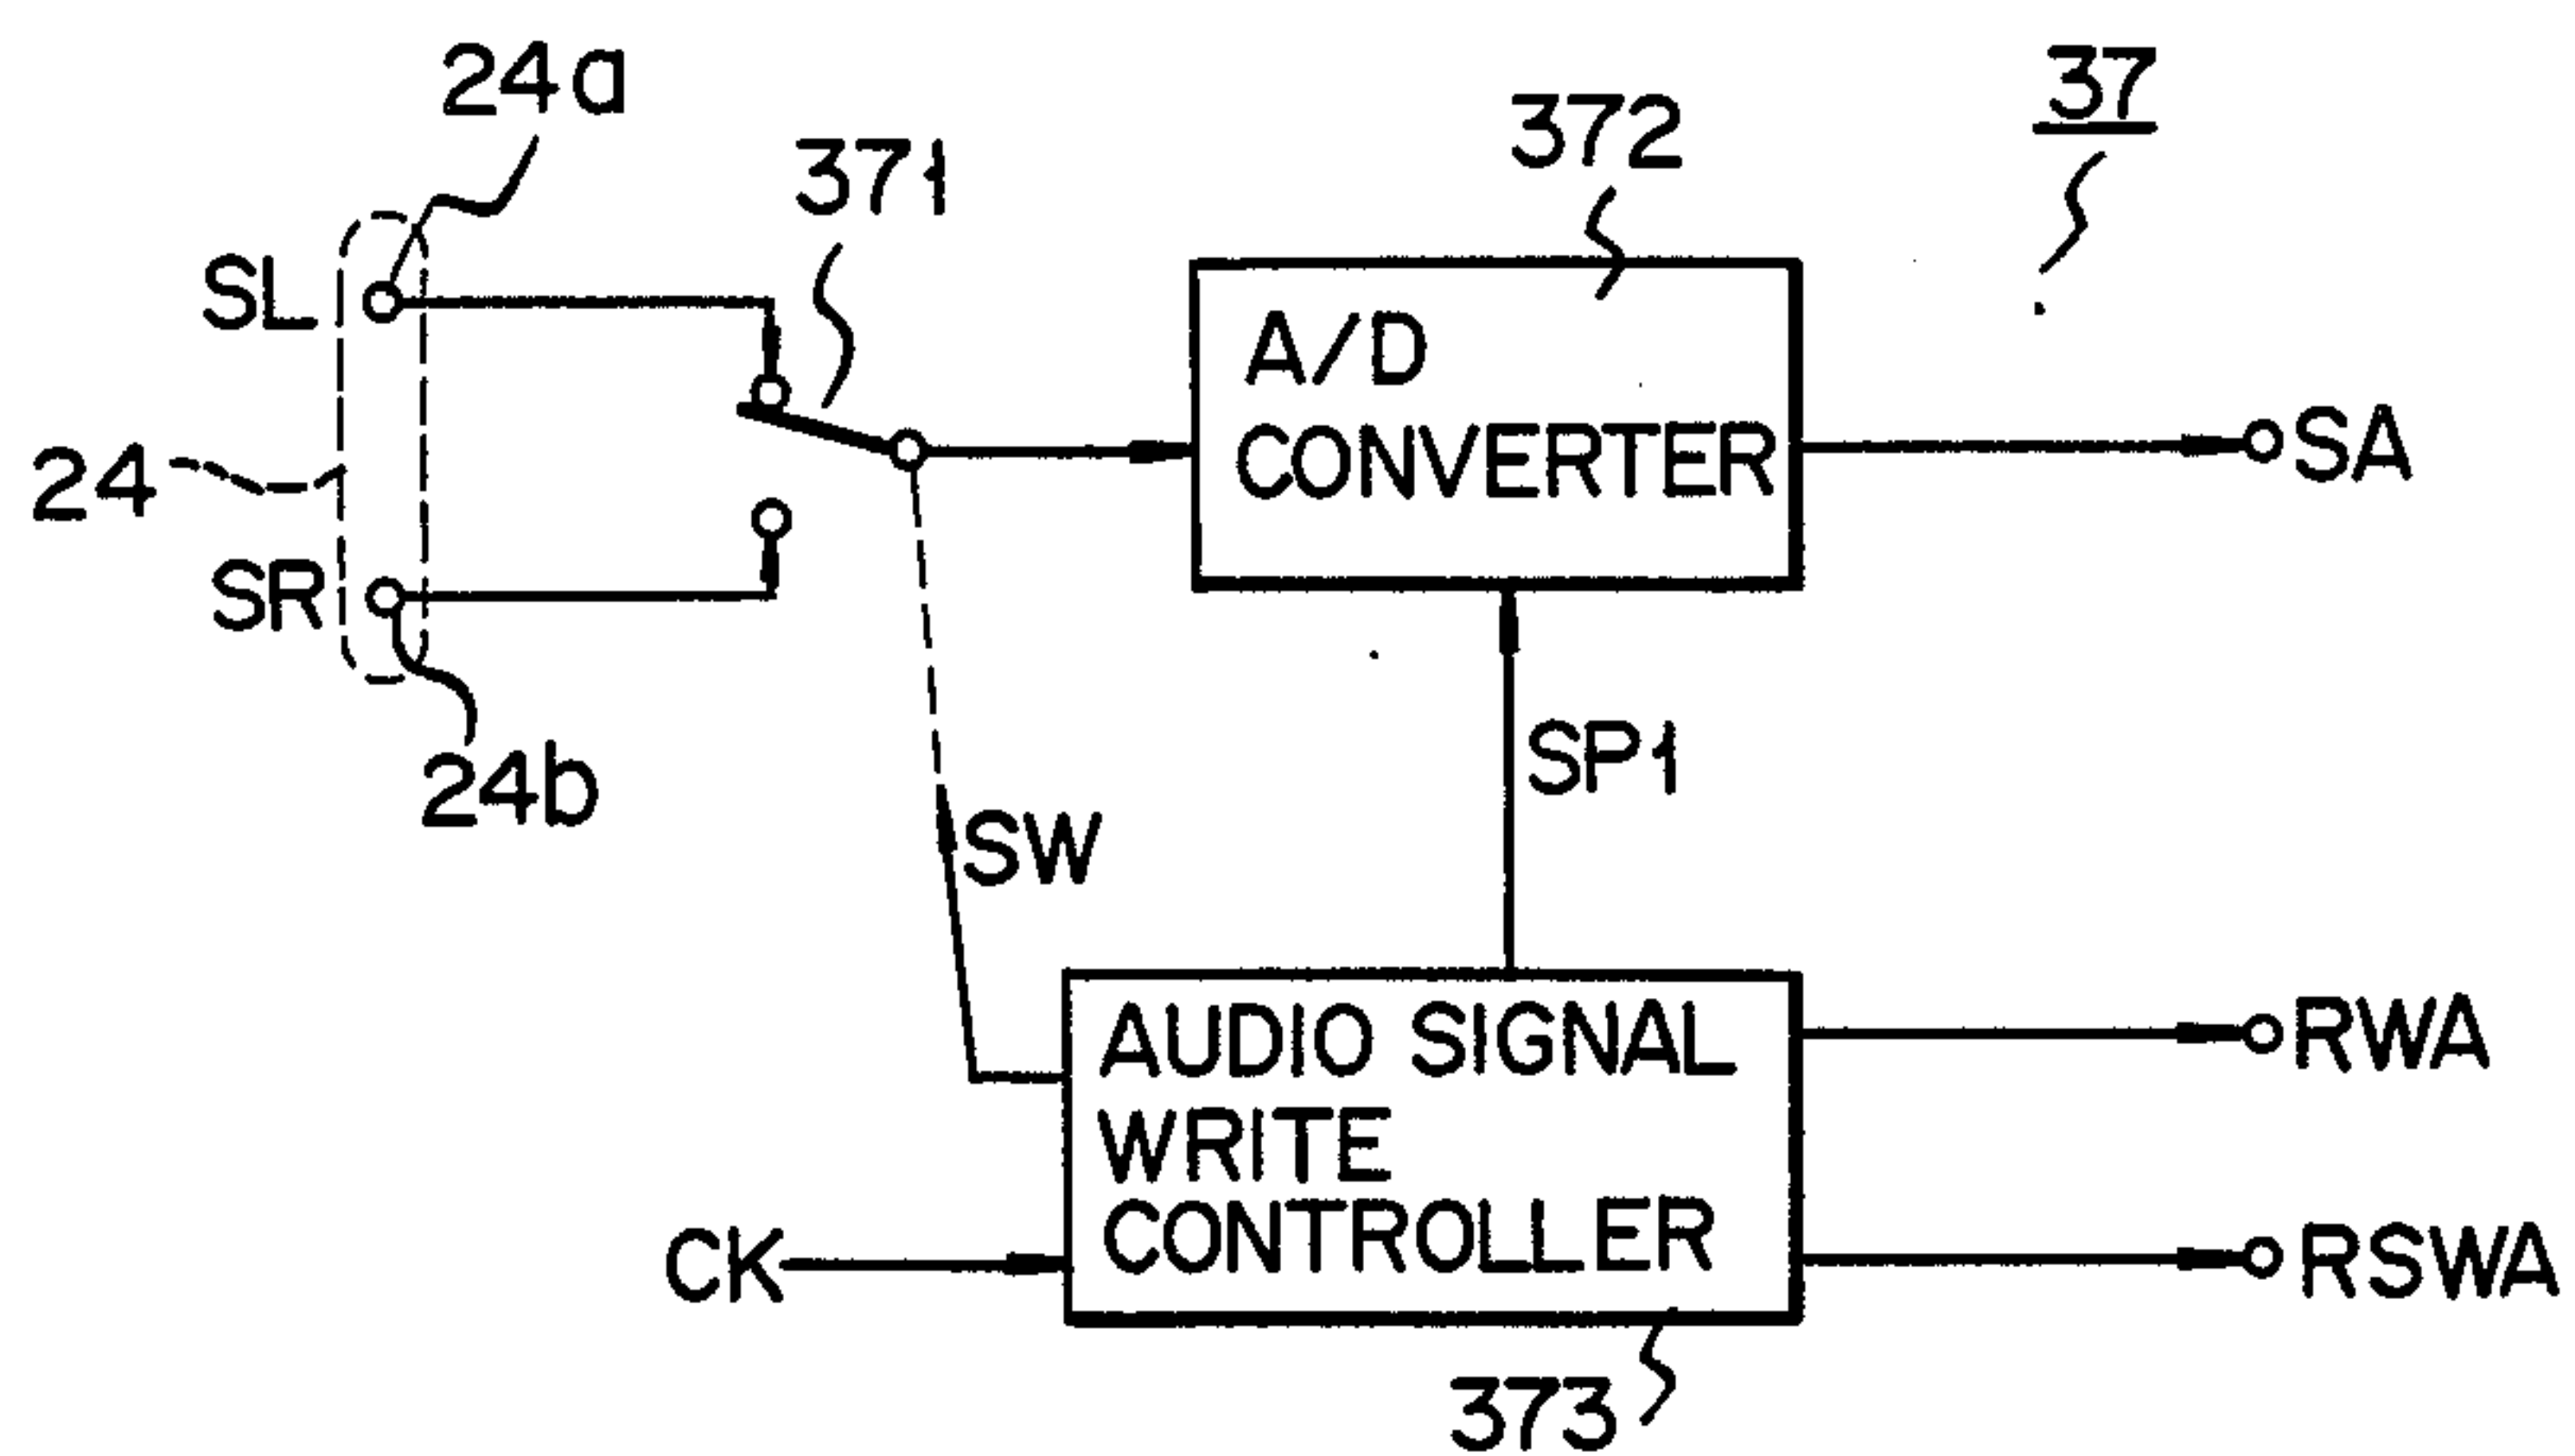 24a
371
372
37
SL
A/D
CONVERTER
SA
24
SR
24b
SP1
SW
AUDIO SIGNAL
WRITE
CONTROLLER
RWA
CK
RSWA
373